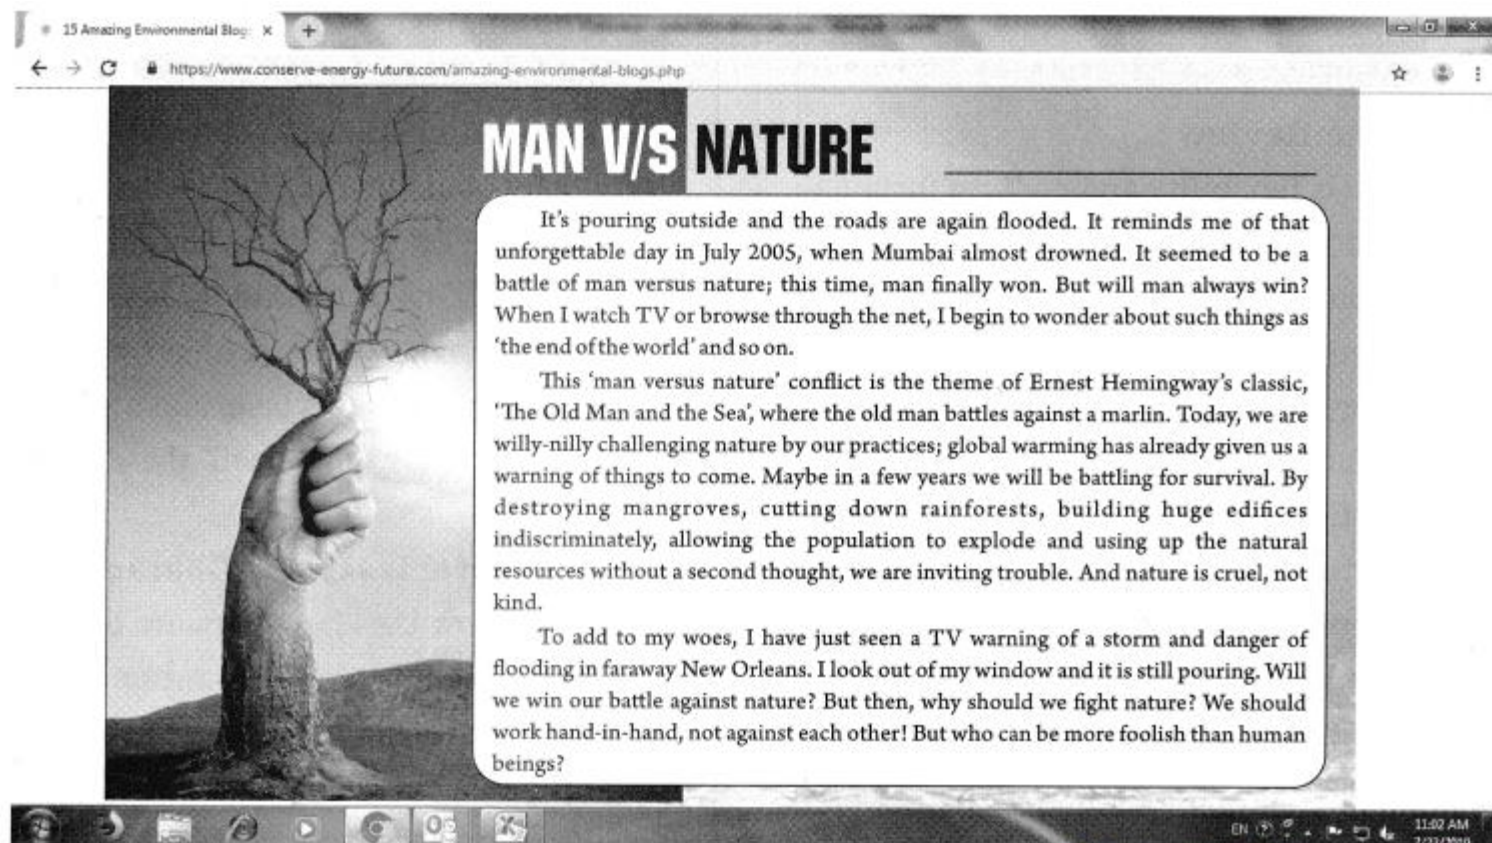 15 Amazing Environmental Blog
https://www.conserve-energy-future.com/amazing-environmental-blogs.php
MAN V/S NATURE
It's pouring outside and the roads are again flooded. It reminds me of that
unforgettable day in July 2005, when Mumbai almost drowned. It seemed to be a
battle of man versus nature; this time, man finally won. But will man always win?
When I watch TV or browse through the net, I begin to wonder about such things as
'the end of the world' and so on.
This 'man versus nature' conflict is the theme of Ernest Hemingway's classic,
'The Old Man and the Sea', where the old man battles against a marlin. Today, we are
willy-nilly challenging nature by our practices; global warming has already given us a
warning of things to come. Maybe in a few years we will be battling for survival. By
destroying mangroves, cutting down rainforests, building huge edifices
indiscriminately, allowing the population to explode and using up the natural
resources without a second thought, we are inviting trouble. And nature is cruel, not
kind.
To add to my woes, I have just seen a TV warning of a storm and danger of
flooding in faraway New Orleans. I look out of my window and it is still pouring. Will
we win our battle against nature? But then, why should we fight nature? We should
work hand-in-hand, not against each other! But who can be more foolish than human
beings?
EN
11:02 AM